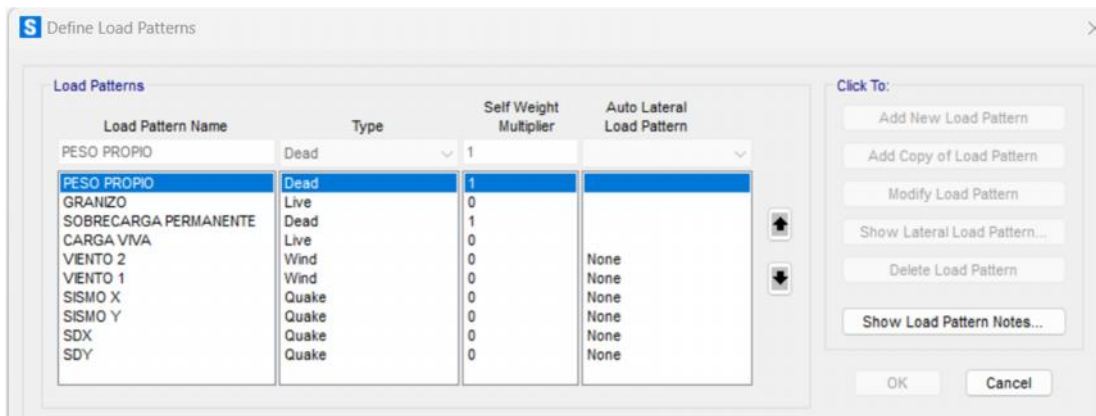 S Define Load Patterns
Load Patterns
Click To:
Load Pattern Name Type Self Weight Multiplier Auto Lateral Load Pattern
Add New Load Pattern
PESO PROPIO Dead 1
Add Copy of Load Pattern
PESO PROPIO Dead 1
GRANIZO Live 0
SOBRECARGA PERMANENTE Dead 1
CARGA VIVA Live 0
VIENTO 2 Wind 0 None
VIENTO 1 Wind 0 None
SISMO X Quake 0 None
SISMO Y Quake 0 None
SDX Quake 0 None
SDY Quake 0 None
Modify Load Pattern
Show Lateral Load Pattern...
Delete Load Pattern
Show Load Pattern Notes...
OK Cancel